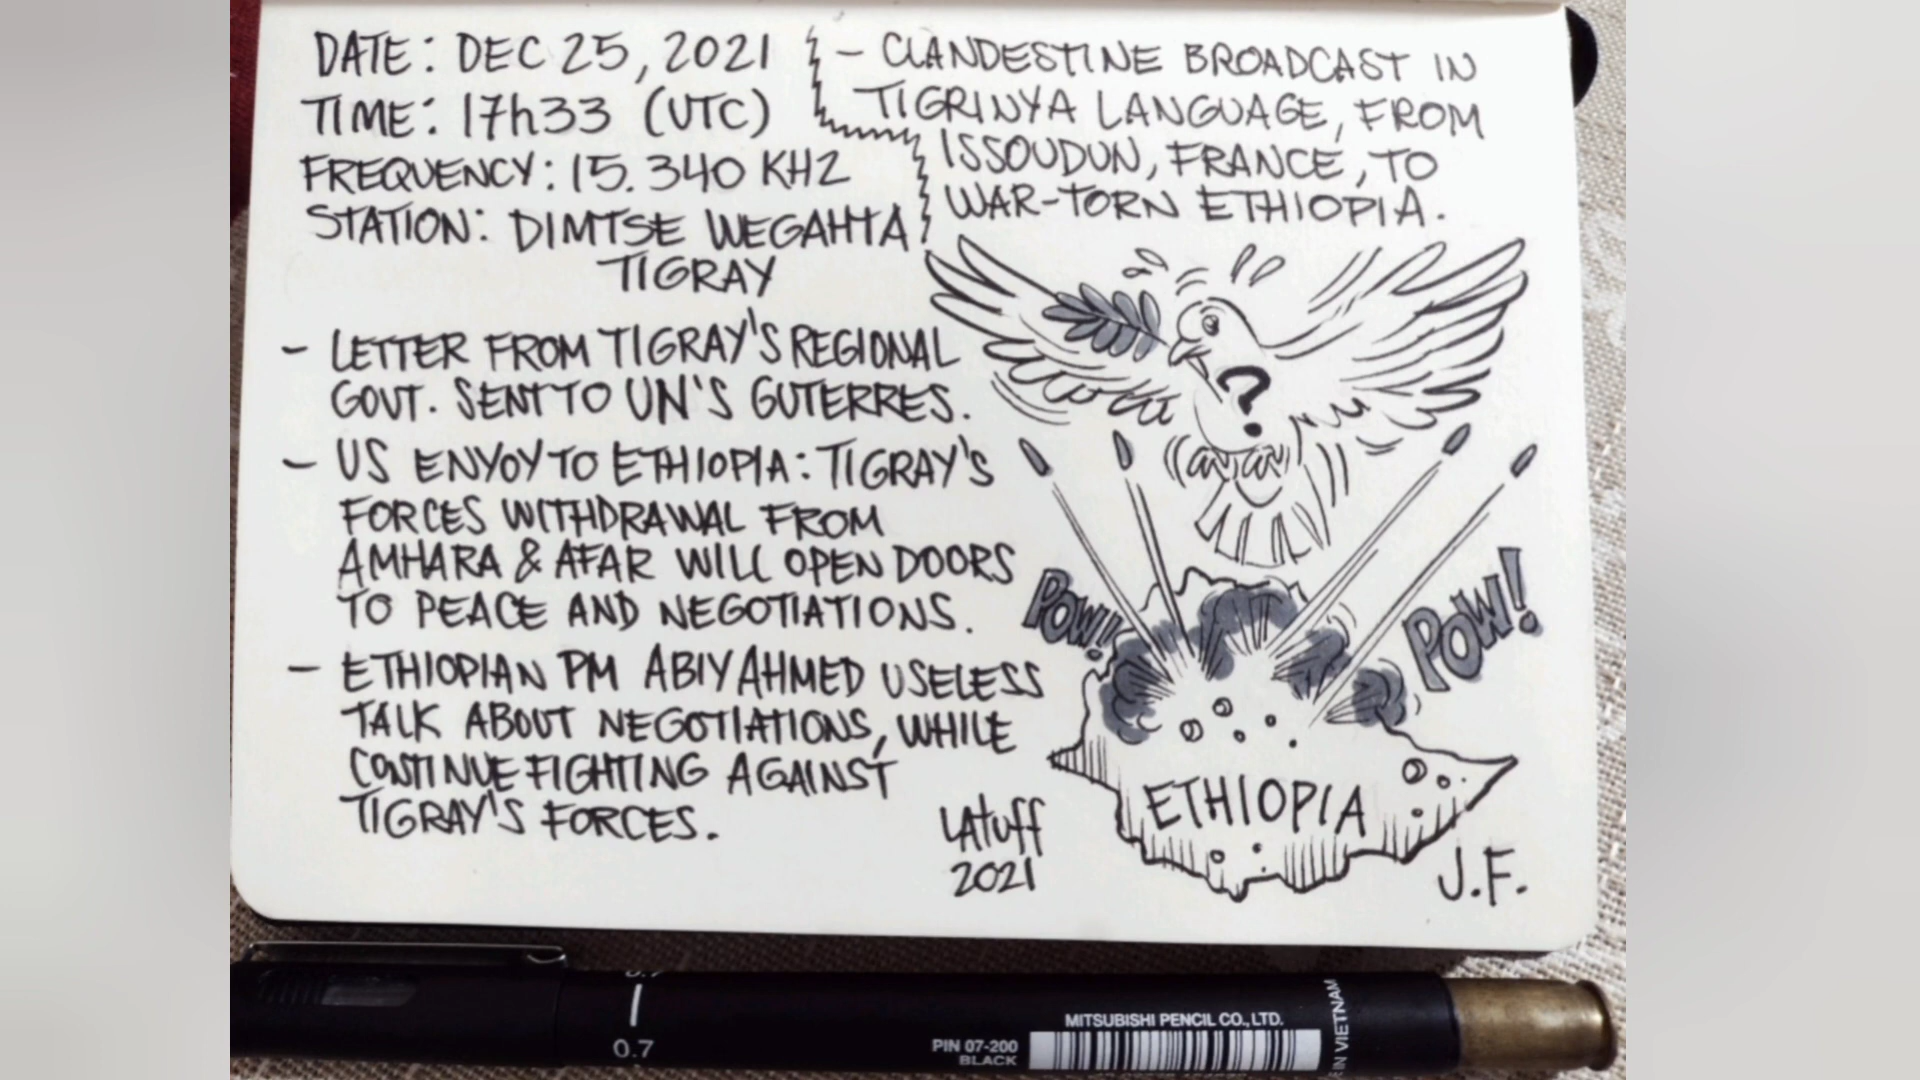 DATE: DEC 25, 2021
TIME: 17h33 (UTC)
FREQUENCY: 15.340 KHZ
STATION: DIMTSE WEGAHTA
TIGRAY
- CLANDESTINE BROADCAST IN
TIGRINYA LANGUAGE, FROM
ISSOUDUN, FRANCE, TO
WAR-TORN ETHIOPIA.
- LETTER FROM TIGRAY'S REGIONAL
GOVT. SENT TO UN'S GUTERRES.
- US ENYOY TO ETHIOPIA: TIGRAY'S
FORCES WITHDRAWAL FROM
AMHARA & AFAR WILL OPEN DOORS
TO PEACE AND NEGOTIATIONS.
- ETHIOPIAN PM ABIY AHMED USELESS
TALK ABOUT NEGOTIATIONS, WHILE
CONTINUE FIGHTING AGAINST
TIGRAY'S FORCES.
?
POW!!
POW!
ETHIOPIA
LATUFF
2021
J.F.
0.7
0.7
PIN 07-200
BLACK
MITSUBISHI PENCIL CO., LTD.
IN VIETNAM